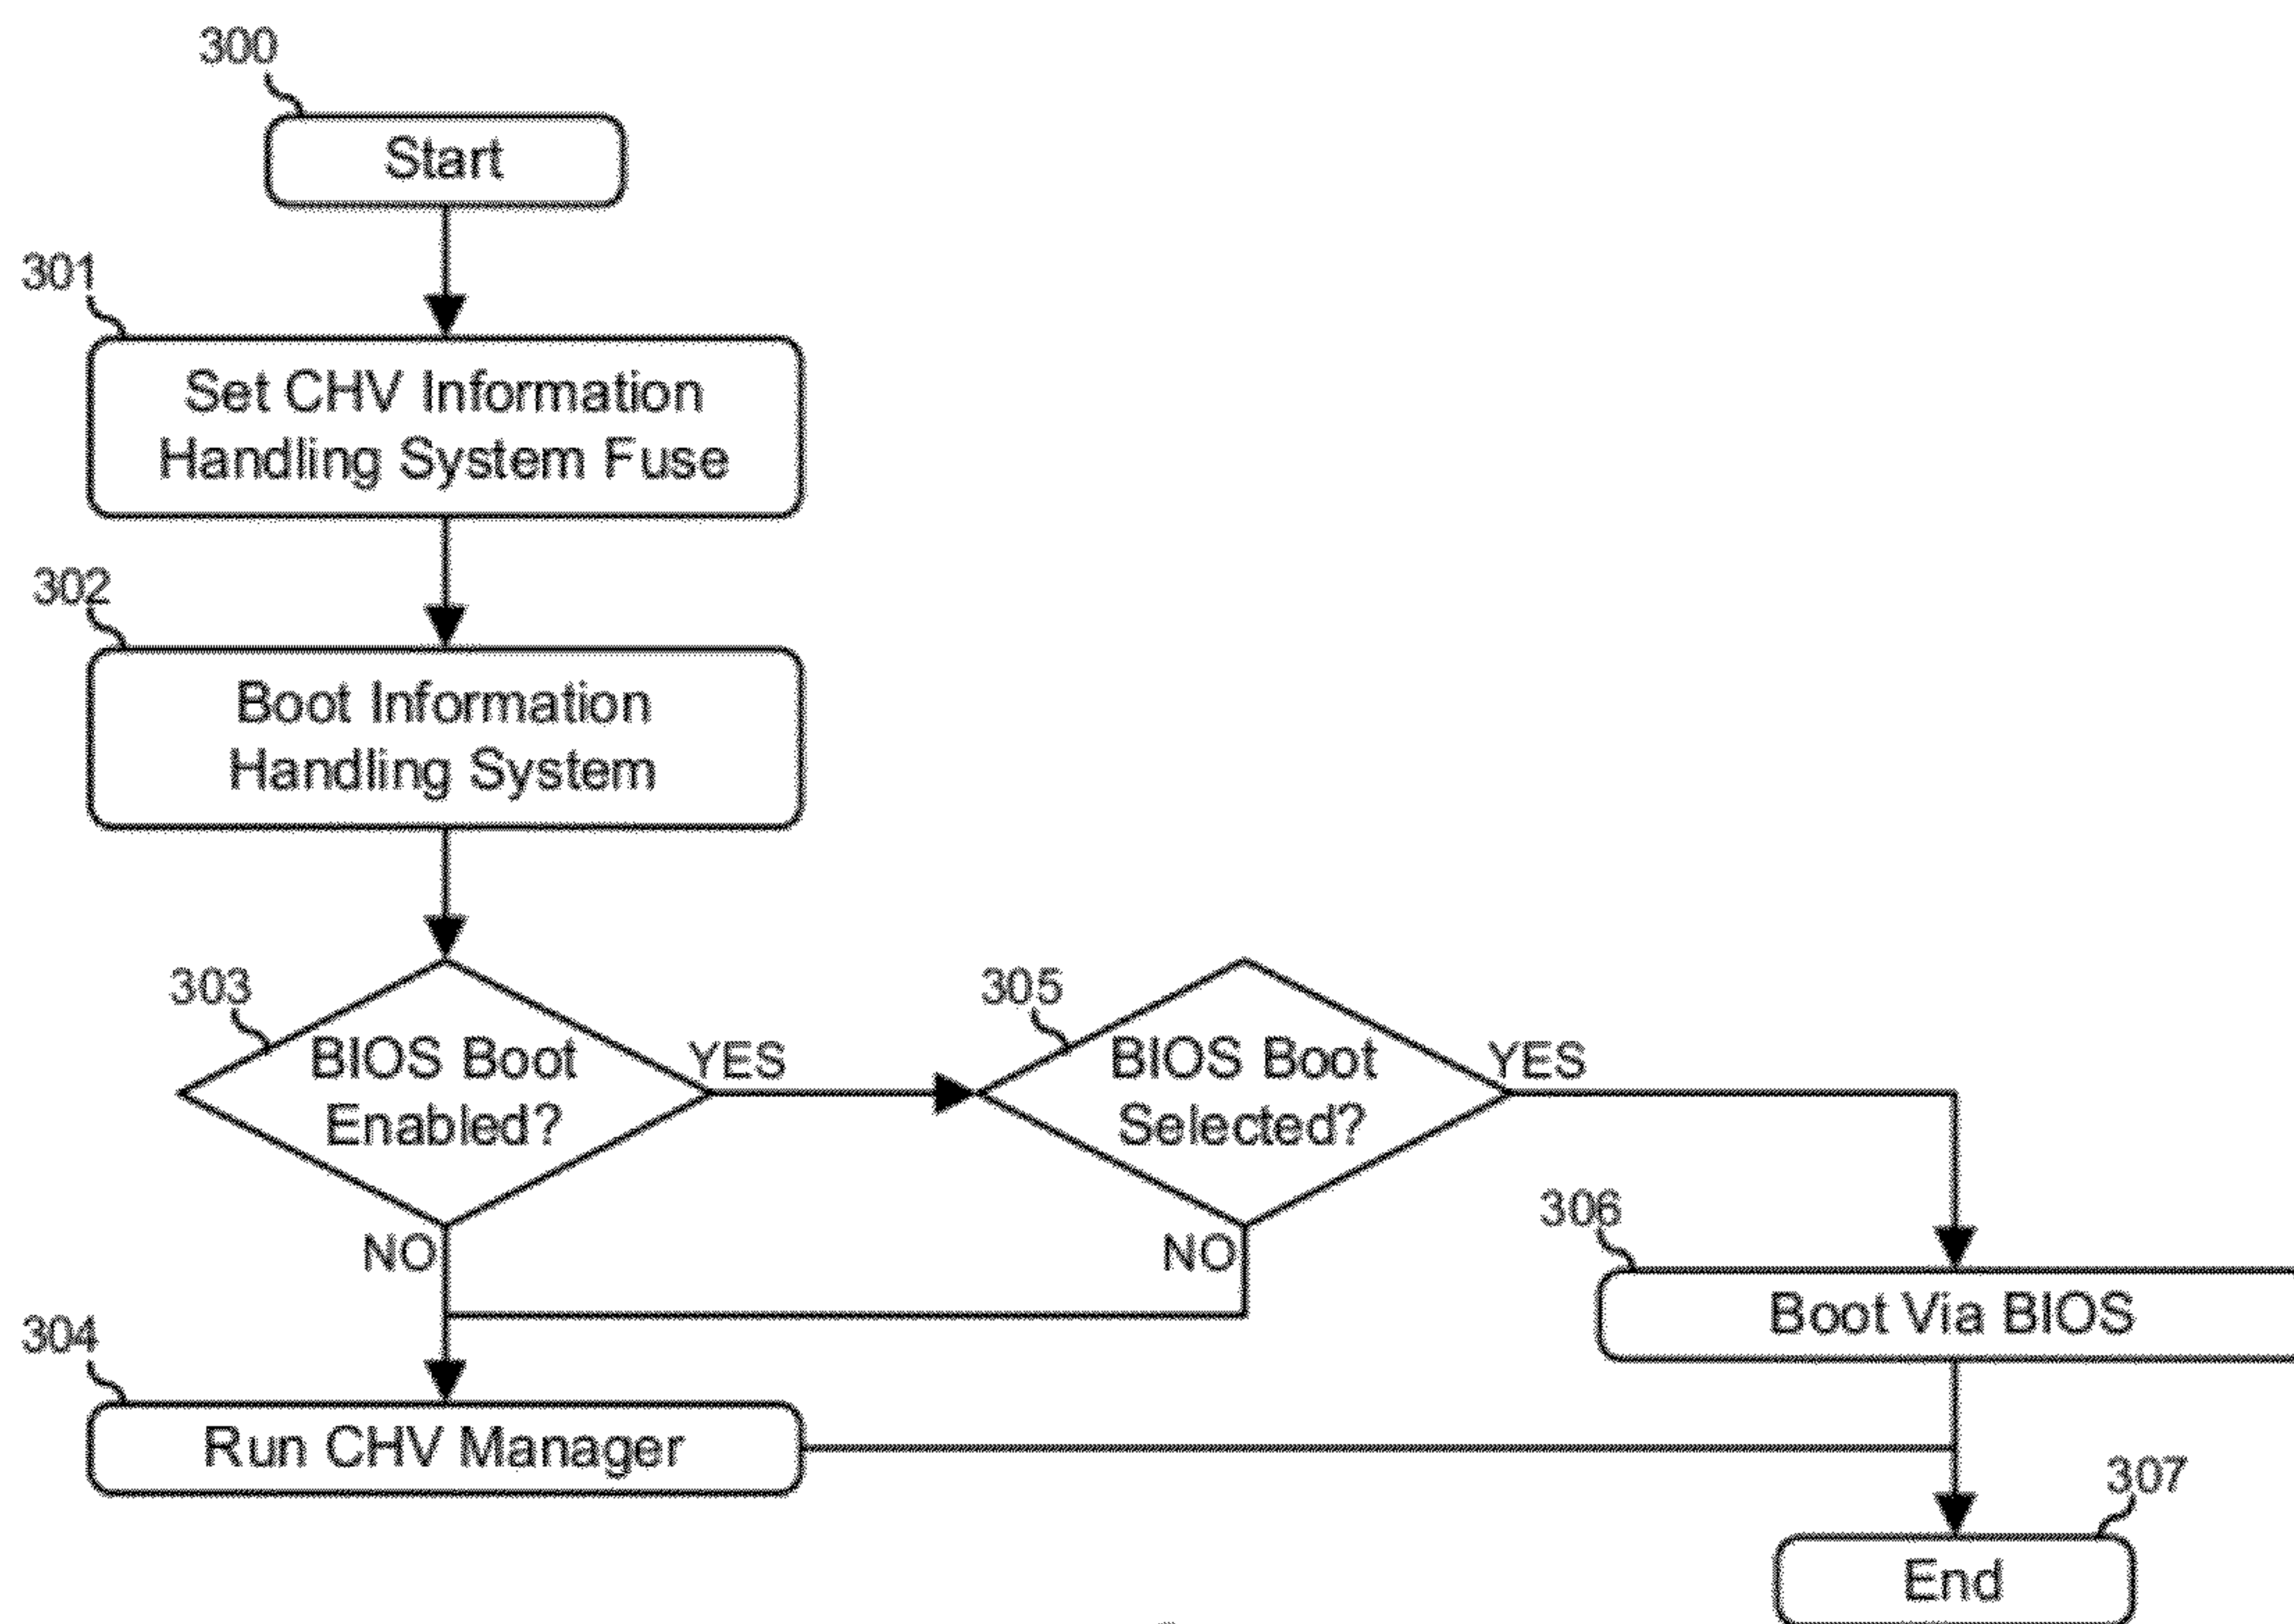 300
Start
301
Set CHV Information
Handling System Fuse
302
Boot Information
Handling System
303
BIOS Boot
Enabled?
YES
NO
305
BIOS Boot
Selected?
YES
NO
306
Boot Via BIOS
304
Run CHV Manager
307
End